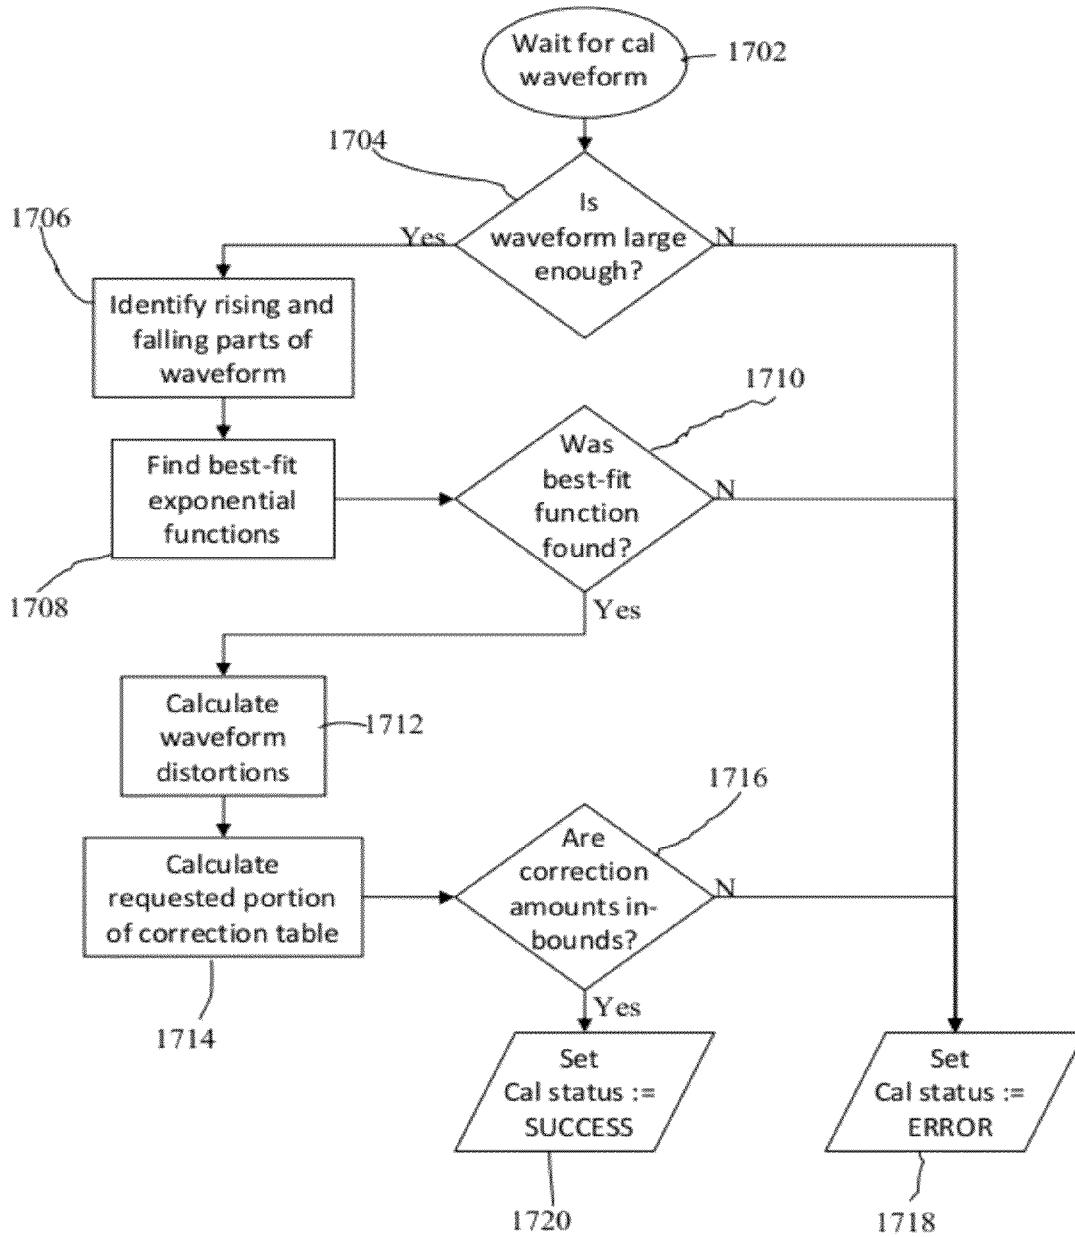 Wait for cal
waveform
1702
1704
Is
waveform large
enough?
Yes
N
1706
Identify rising and
falling parts of
waveform
1710
Was
best-fit
function
found?
N
Find best-fit
exponential
functions
1708
Yes
Calculate
waveform
distortions
1712
1716
Are
correction
amounts in-
bounds?
N
Calculate
requested portion
of correction table
1714
Yes
Set
Cal status :=
SUCCESS
Set
Cal status :=
ERROR
1720
1718